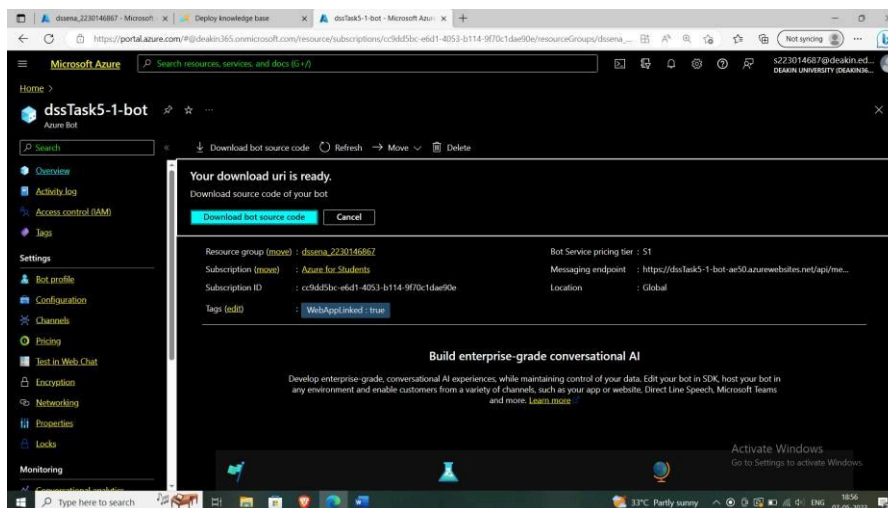 dssena_2230146867 - Microsoft
Deploy knowledge base
dssTask5-1-bot - Microsoft Azu
https://portal.azure.com/#@deakin365.onmicrosoft.com/resource/subscriptions/cc9dd5bc-e6d1-4053-b114-9f70c1dae90e/resourceGroups/dssena_...
Not syncing
Microsoft Azure
Search resources, services, and docs (G+/)
s223014687@deakin.ed...
DEAKIN UNIVERSITY (DEAKIN36...
Home >
dssTask5-1-bot
Azure Bot
Search
Download bot source code
Refresh
Move
Delete
Overview
Activity log
Access control (IAM)
Tags
Settings
Bot profile
Configuration
Channels
Pricing
Test in Web Chat
Encryption
Networking
Properties
Locks
Monitoring
Conversational analytics
Your download uri is ready.
Download source code of your bot
Download bot source code
Cancel
Resource group (move) : dssena_2230146867
Subscription (move) : Azure for Students
Subscription ID : cc9dd5bc-e6d1-4053-b114-9f70c1dae90e
Tags (edit) : WebAppLinked : true
Bot Service pricing tier : S1
Messaging endpoint : https://dssTask5-1-bot-ae50.azurewebsites.net/api/me...
Location : Global
Build enterprise-grade conversational AI
Develop enterprise-grade, conversational AI experiences, while maintaining control of your data. Edit your bot in SDK, host your bot in
any environment and enable customers from a variety of channels, such as your app or website, Direct Line Speech, Microsoft Teams
and more. Learn more
Activate Windows
Go to Settings to activate Windows.
Type here to search
33°C Partly sunny
ENG
18:56
07-05-2023